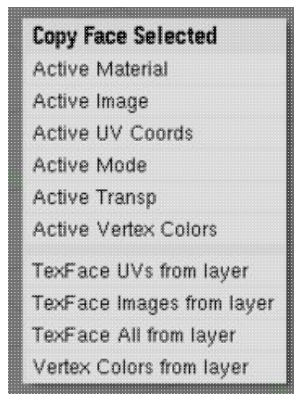 Copy Face Selected
Active Material
Active Image
Active UV Coords
Active Mode
Active Transp
Active Vertex Colors
TexFace UVs from layer
TexFace Images from layer
TexFace All from layer
Vertex Colors from layer